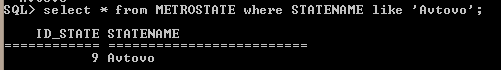 SQL> select * from METROSTATE where STATENAME like 'Avtovo';
ID_STATE STATENAME
============ =========================
9 Avtovo